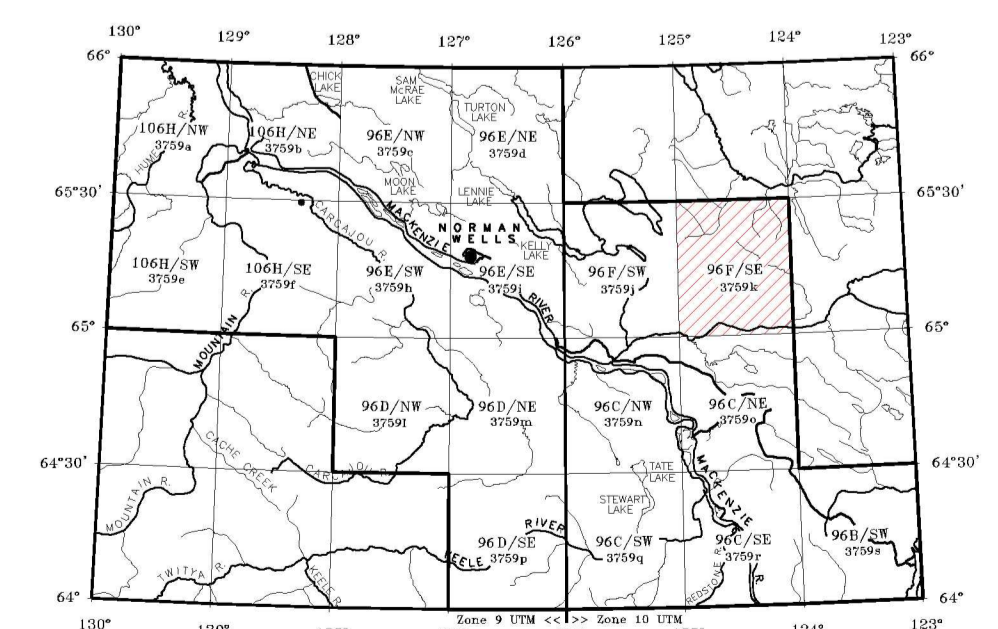 130°
129°
128°
127°
126°
125°
124°
123°
66°
66°
CHICK
LAKE
SAM
McRAE
LAKE
TURTON
LAKE
106H/NW
3759a
106H/NE
3759b
96E/NW
3759c
96E/NE
3759d
HUME R.
MOON
LAKE
LENNIE
LAKE
65°30'
65°30'
CARCAJOU R.
MACKENZIE
NORMAN
WELLS
KELLY
LAKE
106H/SW
3759e
106H/SE
3759f
96E/SW
3759h
96E/SE
3759i
96F/SW
3759j
96F/SE
3759k
RIVER
65°
65°
MOUNTAIN R.
96D/NW
3759l
96D/NE
3759m
96C/NW
3759n
96C/NE
3759o
CACHE CREEK
CARCAJOU R.
64°30'
64°30'
TATE
LAKE
MACKENZIE
MOUNTAIN R.
STEWART
LAKE
RIVER
96D/SE
3759p
96C/SW
3759q
96C/SE
3759r
96B/SW
3759s
KEELE
TWITYA R.
KEELE R.
REDSTONE R.
R.
64°
64°
Zone 9 UTM << >> Zone 10 UTM
130°
123°